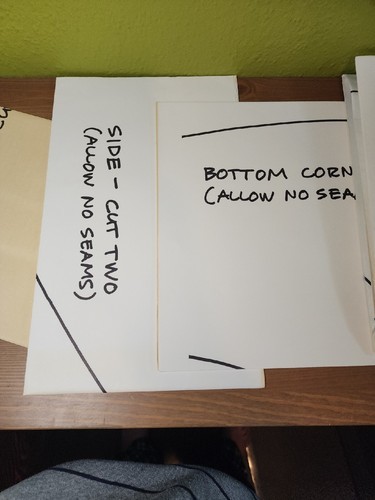 SIDE - CUT TWO
(ALLOW NO SEAMS)
BOTTOM CORN
(ALLOW NO SEA